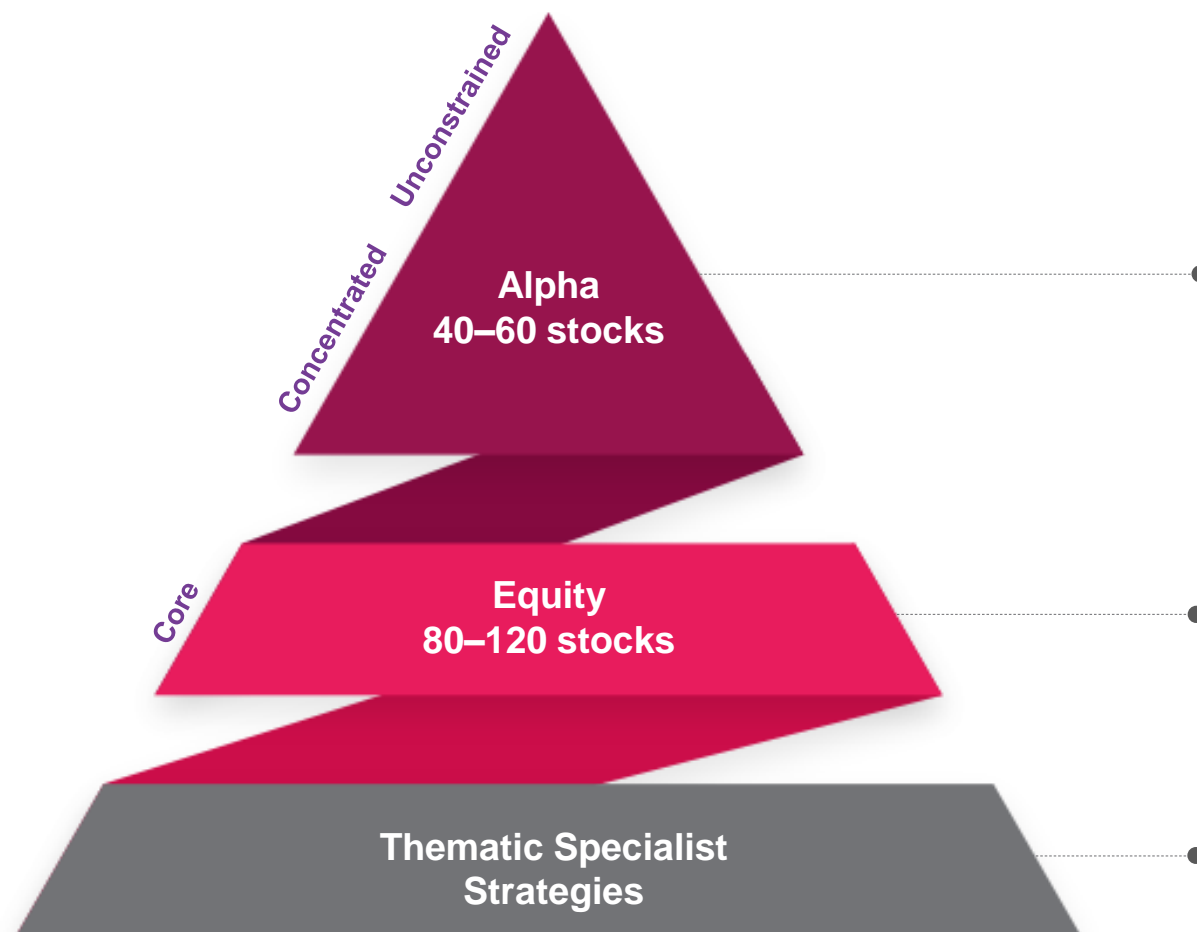 Unconstrained
Concentrated
Alpha
40–60 stocks
Core
Equity
80–120 stocks
Thematic Specialist
Strategies